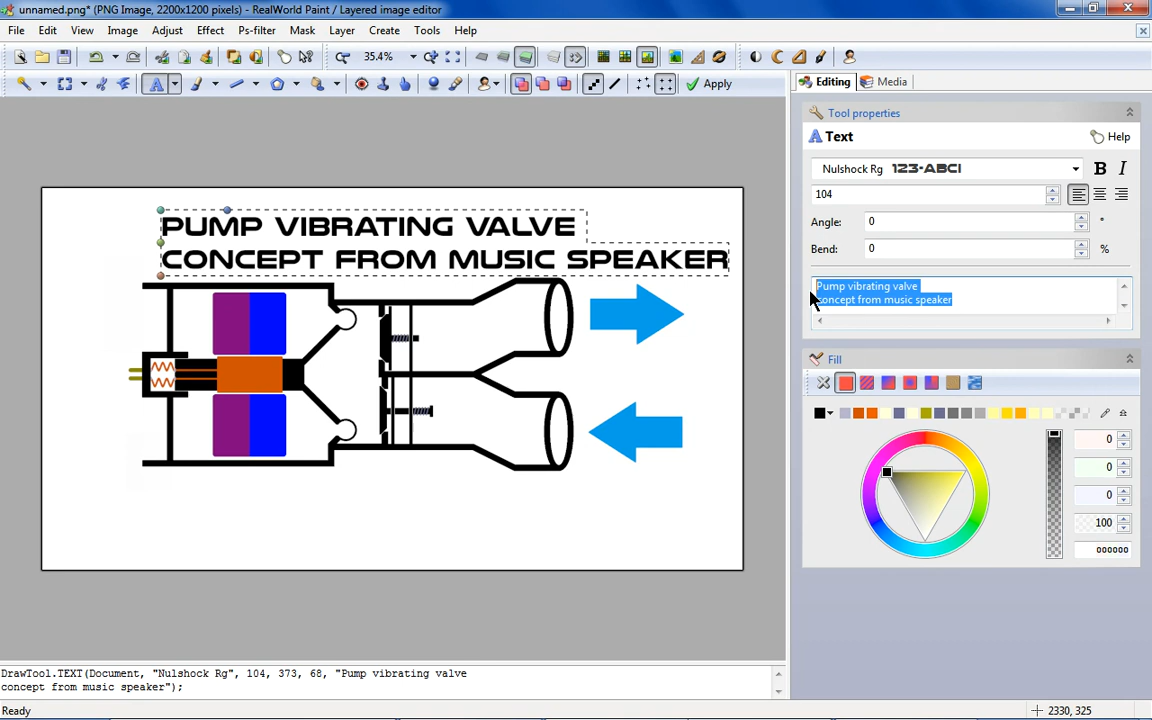 unnamed.png* (PNG Image, 2200x1200 pixels) - RealWorld Paint / Layered image editor
File Edit View Image Adjust Effect Ps-filter Mask Layer Create Tools Help
35.4%
Apply
Editing Media
Tool properties
Text Help
Nulshock Rg 123-ABCI B I
104
Angle: 0 °
Bend: 0 %
Pump vibrating valve
concept from music speaker
Fill
0
0
0
100
000000
PUMP VIBRATING VALVE
CONCEPT FROM MUSIC SPEAKER
DrawTool.TEXT(Document, "Nulshock Rg", 104, 373, 68, "Pump vibrating valve
concept from music speaker");
Ready 2330, 325